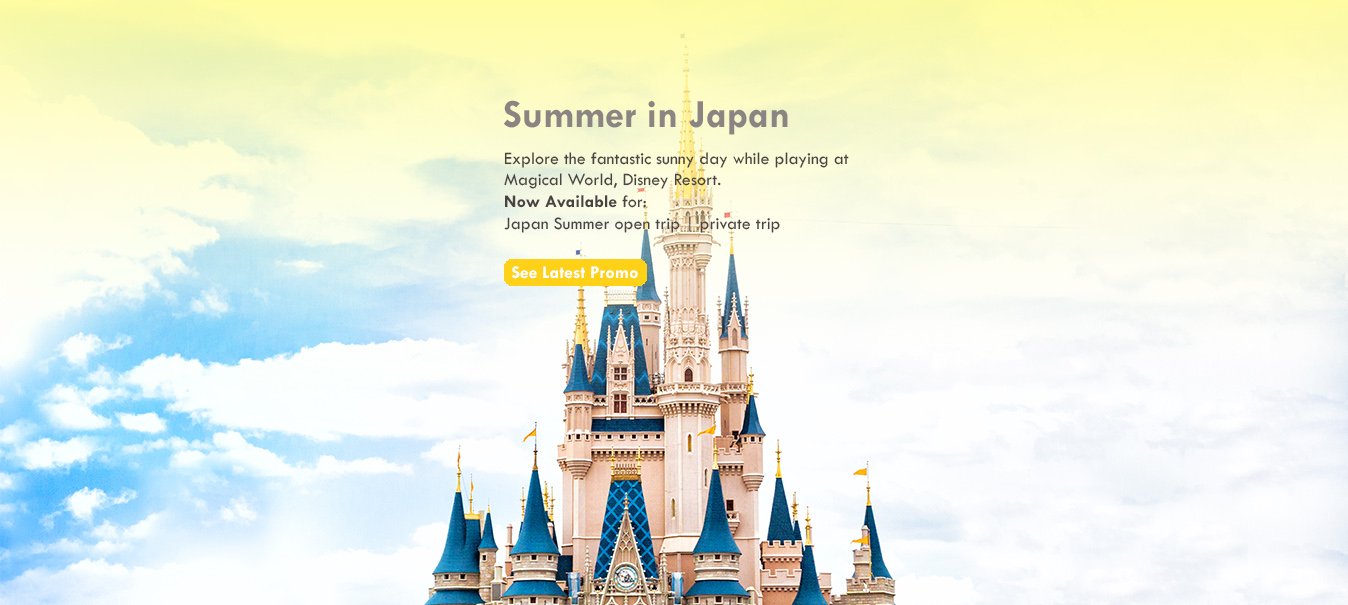 Summer in Japan
Explore the fantastic sunny day while playing at
Magical World, Disney Resort.
Now Available for:
Japan Summer open trip | private trip
See Latest Promo